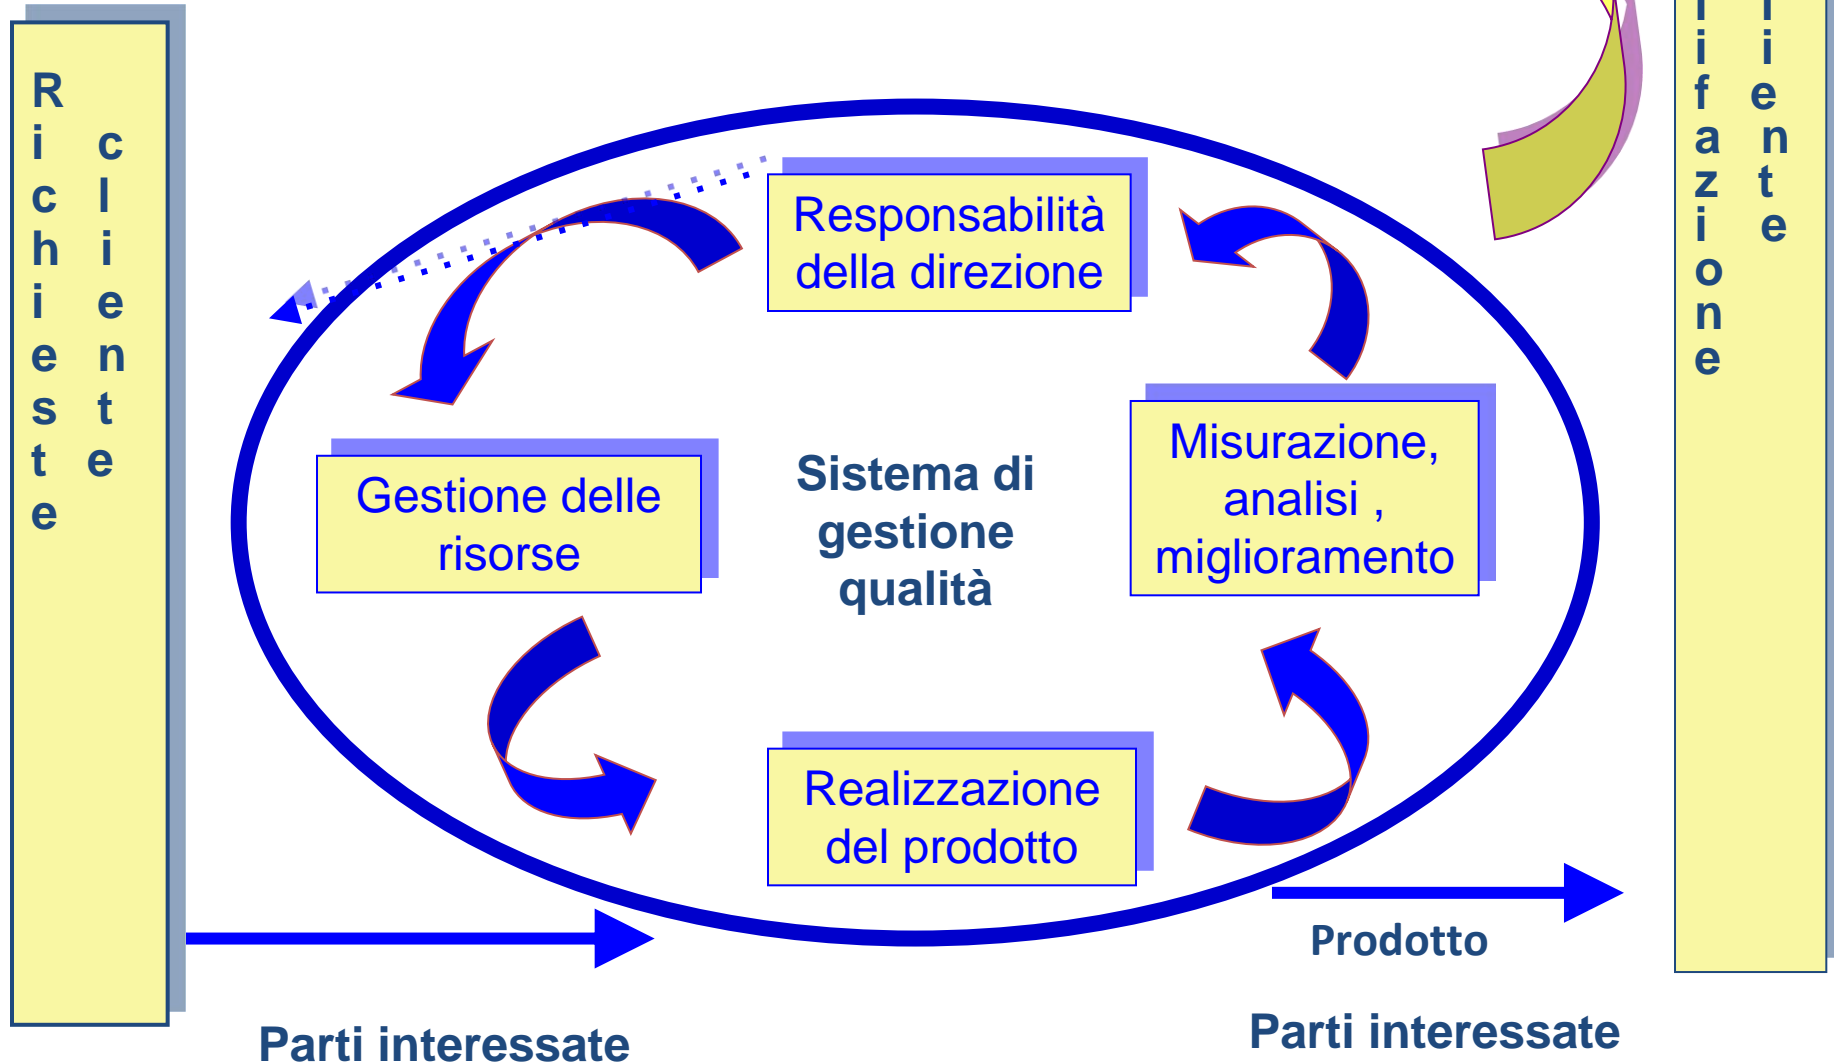 Richieste
cliente
Responsabilità
della direzione
Gestione delle
risorse
Sistema di
gestione
qualità
Misurazione,
analisi ,
miglioramento
Realizzazione
del prodotto
Prodotto
Parti interessate
Parti interessate
ifazione
iente